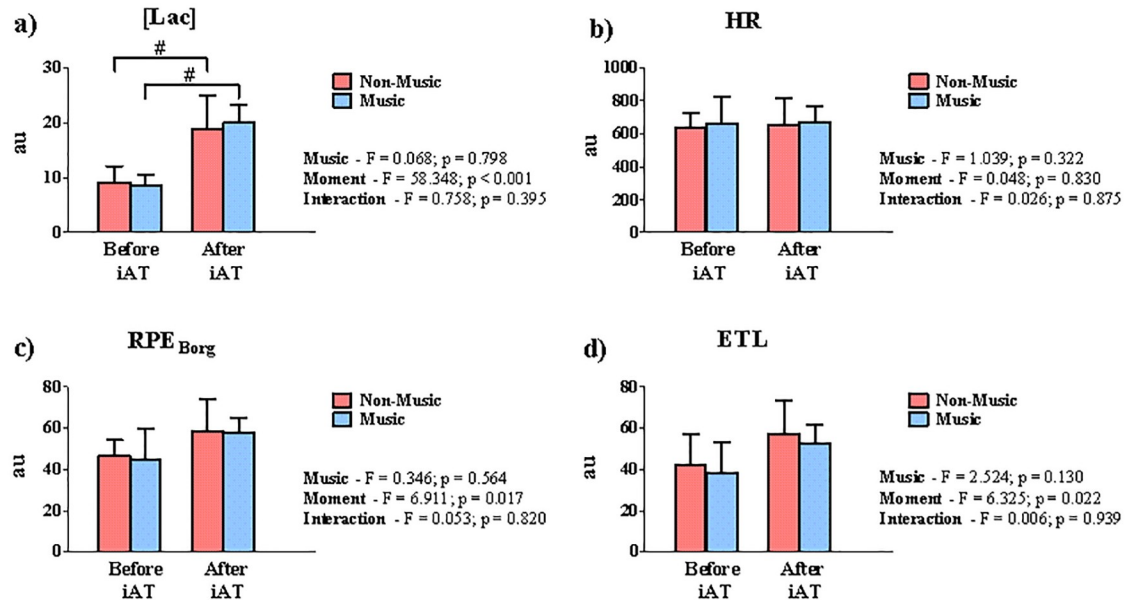 a)
[Lac]
#
#
30
20
10
0
au
Before
iAT
After
iAT
Non-Music
Music
Music - F = 0.068; p = 0.798
Moment - F = 58.348; p < 0.001
Interaction - F = 0.758; p = 0.395
b)
HR
1000
800
600
400
200
0
au
Before
iAT
After
iAT
Non-Music
Music
Music - F = 1.039; p = 0.322
Moment - F = 0.048; p = 0.830
Interaction - F = 0.026; p = 0.875
c)
RPE Borg
80
60
40
20
0
au
Before
iAT
After
iAT
Non-Music
Music
Music - F = 0.346; p = 0.564
Moment - F = 6.911; p = 0.017
Interaction - F = 0.053; p = 0.820
d)
ETL
80
60
40
20
0
au
Before
iAT
After
iAT
Non-Music
Music
Music - F = 2.524; p = 0.130
Moment - F = 6.325; p = 0.022
Interaction - F = 0.006; p = 0.939